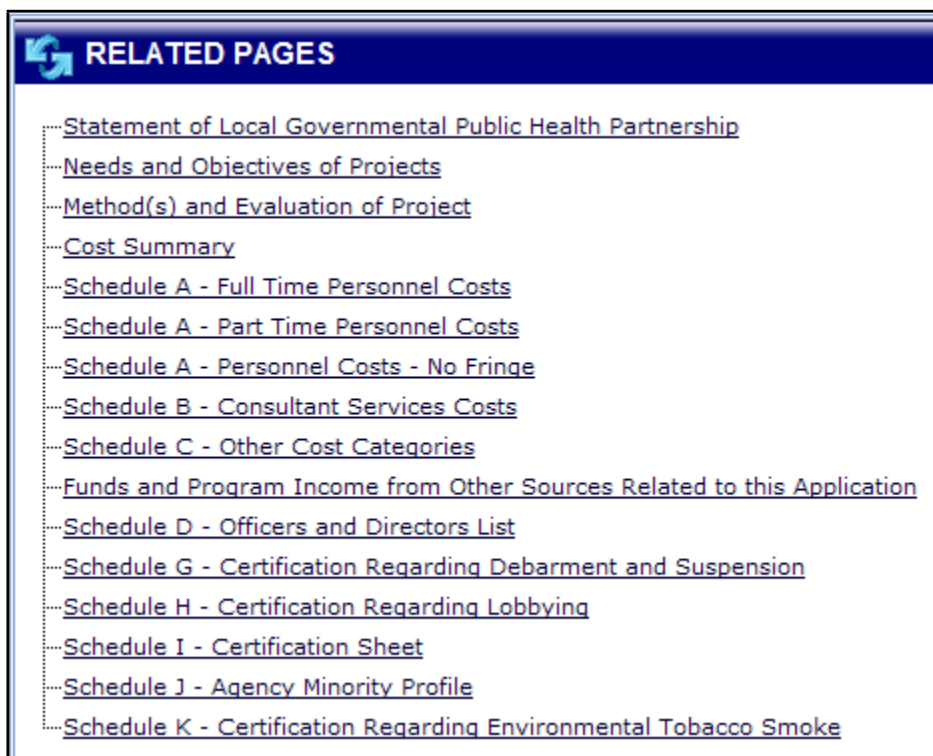 RELATED PAGES
Statement of Local Governmental Public Health Partnership
Needs and Objectives of Projects
Method(s) and Evaluation of Project
Cost Summary
Schedule A - Full Time Personnel Costs
Schedule A - Part Time Personnel Costs
Schedule A - Personnel Costs - No Fringe
Schedule B - Consultant Services Costs
Schedule C - Other Cost Categories
Funds and Program Income from Other Sources Related to this Application
Schedule D - Officers and Directors List
Schedule G - Certification Regarding Debarment and Suspension
Schedule H - Certification Regarding Lobbying
Schedule I - Certification Sheet
Schedule J - Agency Minority Profile
Schedule K - Certification Regarding Environmental Tobacco Smoke